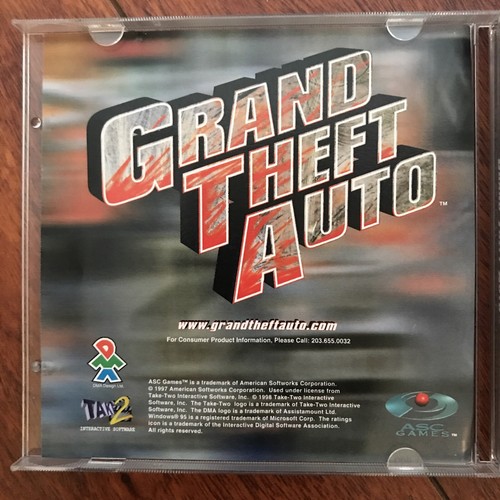 GRAND
THEFT
AUTO™
www.grandtheftauto.com
For Consumer Product Information, Please Call: 203.655.0032
DMA
DMA Design Ltd
TAKE 2
INTERACTIVE SOFTWARE
ASC Games™ is a trademark of American Softworks Corporation.
© 1997 American Softworks Corporation. Used under license from
Take-Two Interactive Software, Inc. © 1998 Take-Two Interactive
Software, Inc. The Take-Two logo is a trademark of Take-Two Interactive
Software, Inc. The DMA logo is a trademark of Assistamount Ltd.
Windows® 95 is a registered trademark of Microsoft Corp. The ratings
icon is a trademark of the Interactive Digital Software Association.
All rights reserved.
ASC
GAMES™